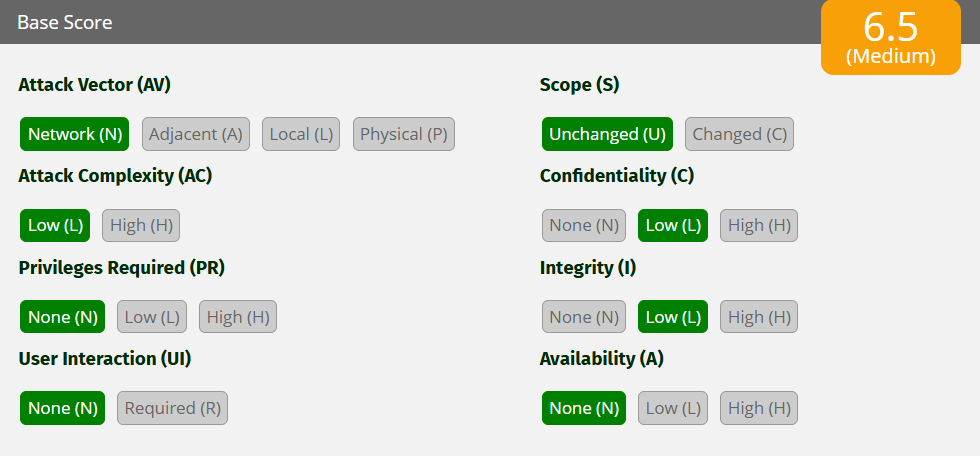 Base Score
6.5
(Medium)
Attack Vector (AV)
Network (N) Adjacent (A) Local (L) Physical (P)
Attack Complexity (AC)
Low (L) High (H)
Privileges Required (PR)
None (N) Low (L) High (H)
User Interaction (UI)
None (N) Required (R)
Scope (S)
Unchanged (U) Changed (C)
Confidentiality (C)
None (N) Low (L) High (H)
Integrity (I)
None (N) Low (L) High (H)
Availability (A)
None (N) Low (L) High (H)